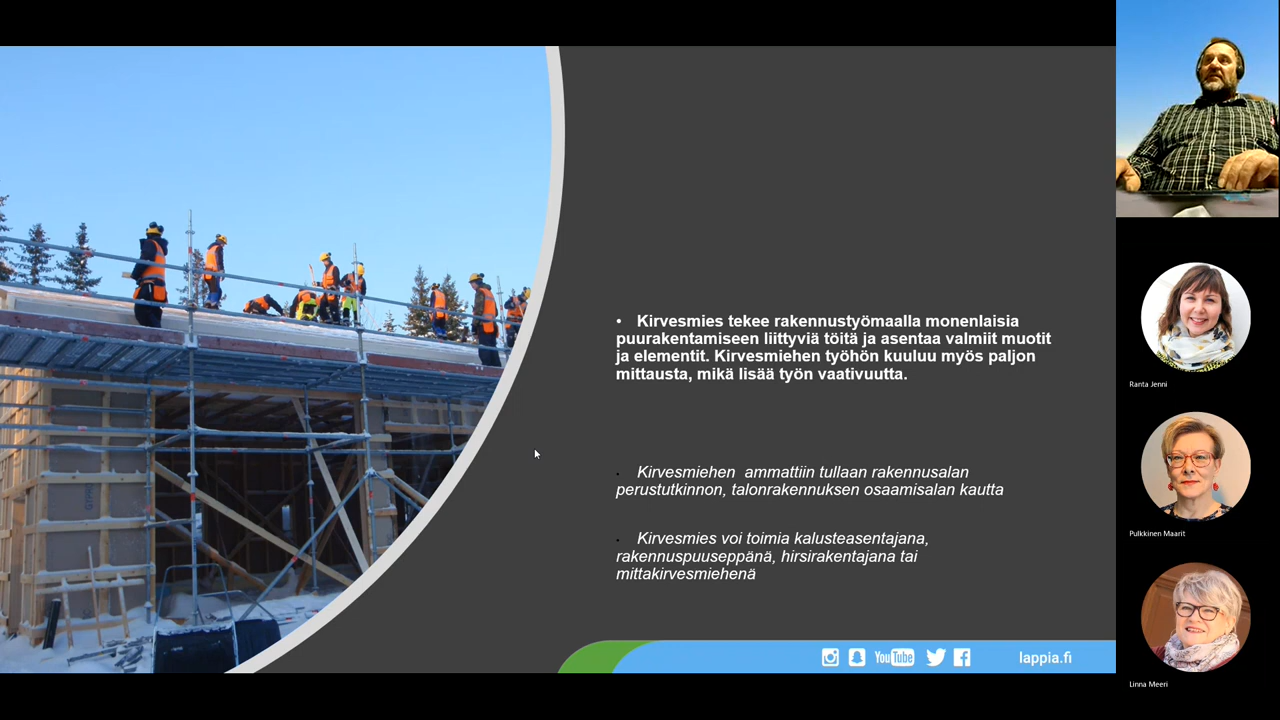 • Kirvesmies tekee rakennustyömaalla monenlaisia
puurakentamiseen liittyviä töitä ja asentaa valmiit muotit
ja elementit. Kirvesmiehen työhön kuuluu myös paljon
mittausta, mikä lisää työn vaativuutta.
• Kirvesmiehen ammattiin tullaan rakennusalan
perustutkinnon, talonrakennuksen osaamisalan kautta
• Kirvesmies voi toimia kalusteasentajana,
rakennuspuuseppänä, hirsirakentajana tai
mittakirvesmiehenä
YouTube
lappia.fi
Ranta Jenni
Pulkkinen Maarit
Linna Meeri